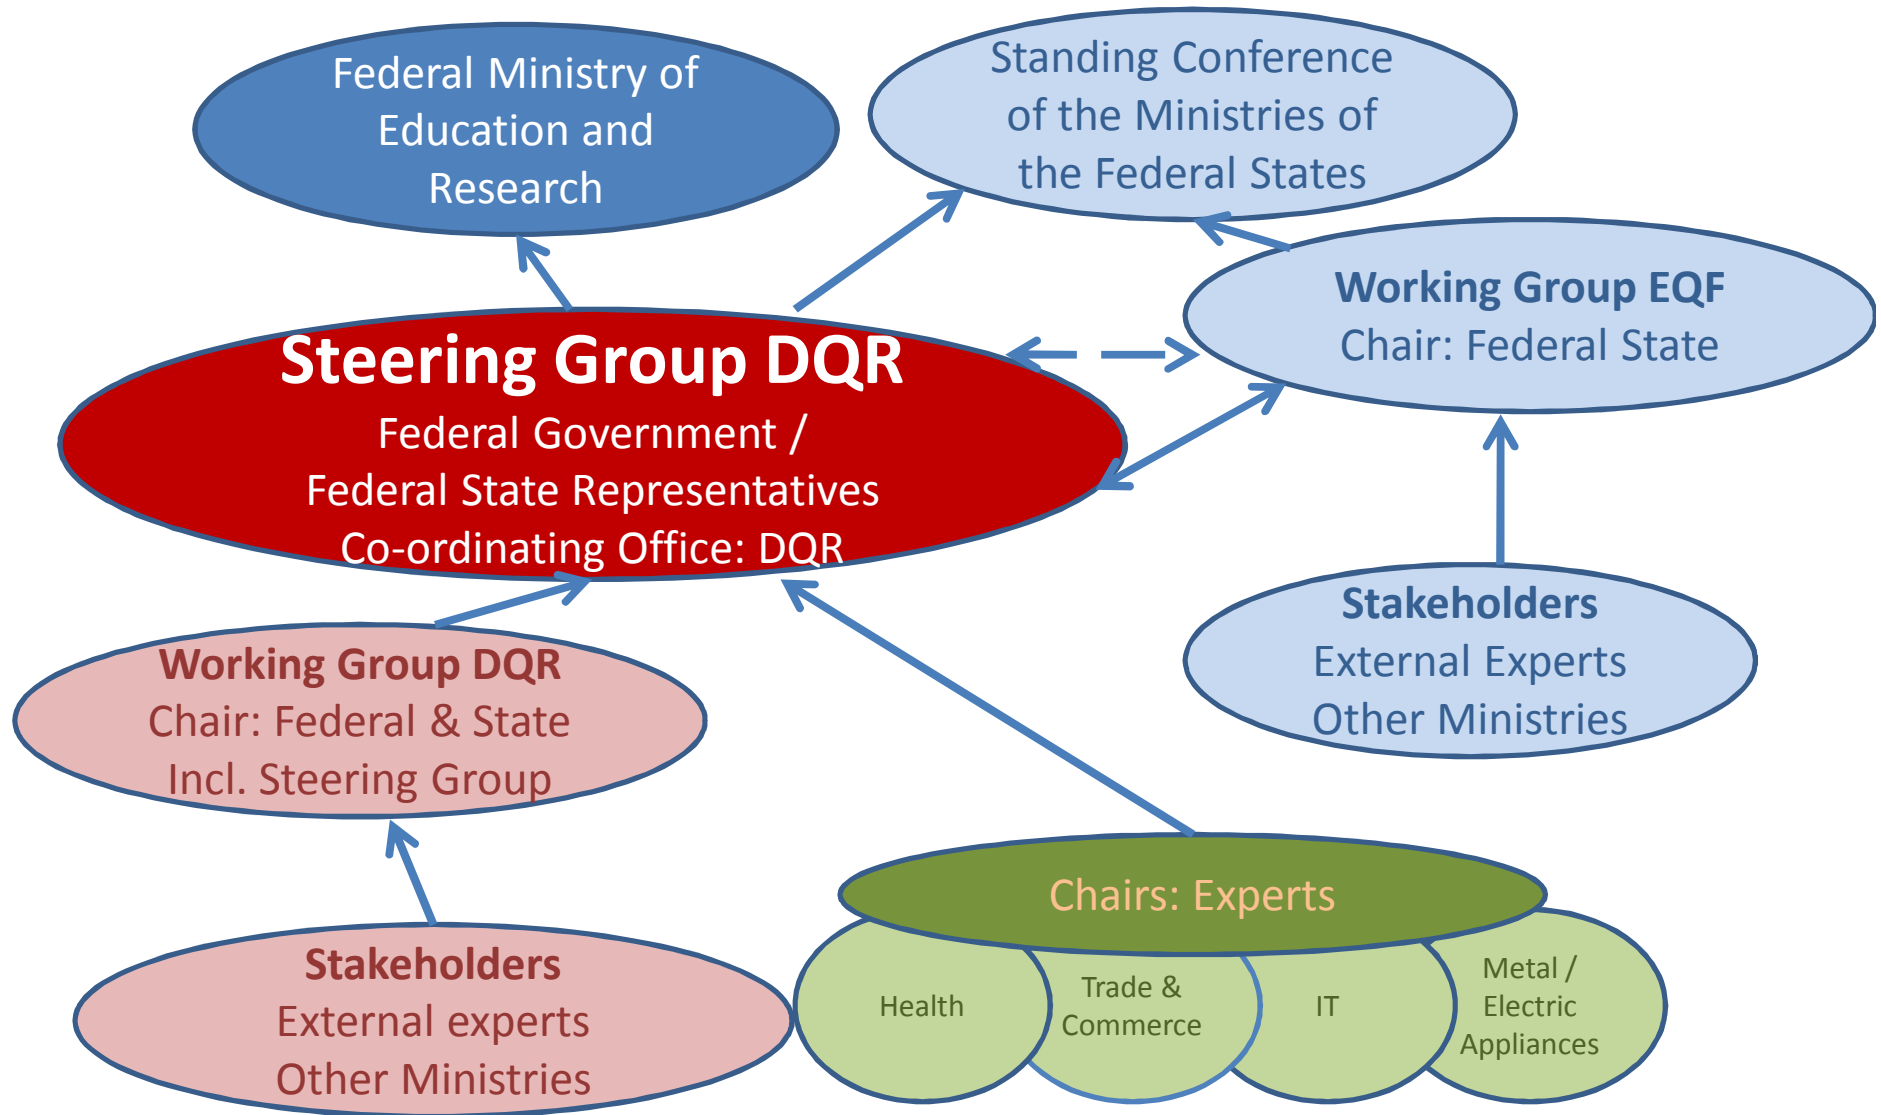 Federal Ministry of
Education and
Research
Standing Conference
of the Ministries of
the Federal States
Working Group EQF
Chair: Federal State
Steering Group DQR
Federal Government /
Federal State Representatives
Co-ordinating Office: DQR
Stakeholders
External Experts
Other Ministries
Working Group DQR
Chair: Federal & State
Incl. Steering Group
Stakeholders
External experts
Other Ministries
Chairs: Experts
Health
Trade &
Commerce
IT
Metal /
Electric
Appliances